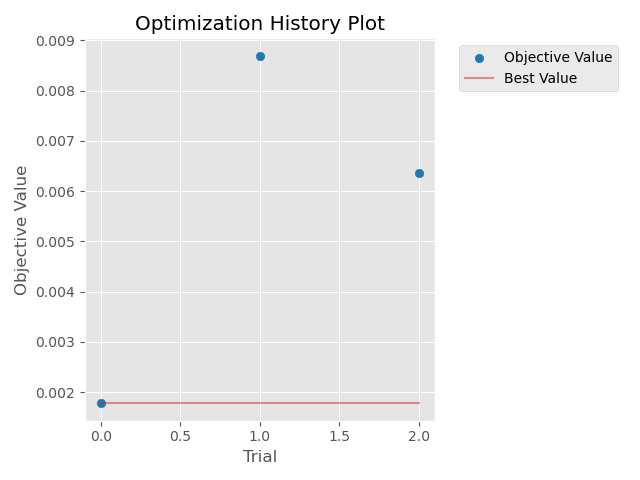 Optimization History Plot
Objective Value
Best Value
Objective Value
0.009
0.008
0.007
0.006
0.005
0.004
0.003
0.002
0.0 0.5 1.0 1.5 2.0
Trial